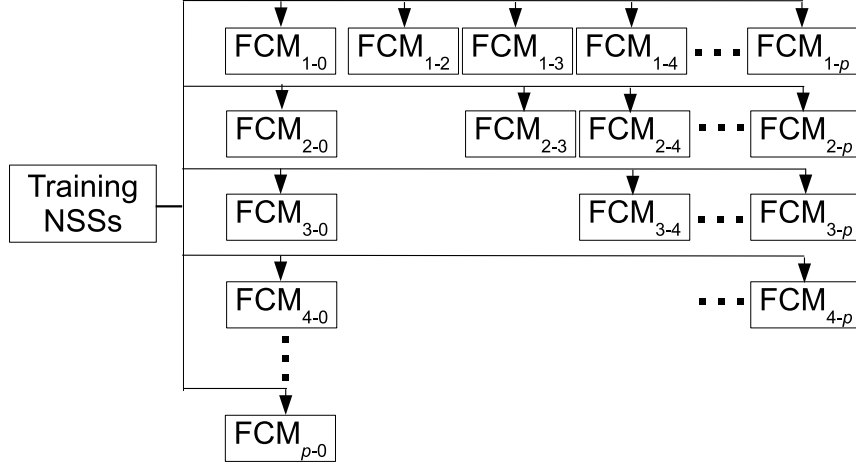 FCM1-0 FCM1-2 FCM1-3 FCM1-4 ▪▪▪ FCM1-p
FCM2-0 FCM2-3 FCM2-4 ▪▪▪ FCM2-p
Training
NSSs
FCM3-0 FCM3-4 ▪▪▪ FCM3-p
FCM4-0 ▪▪▪ FCM4-p
FCMp-0